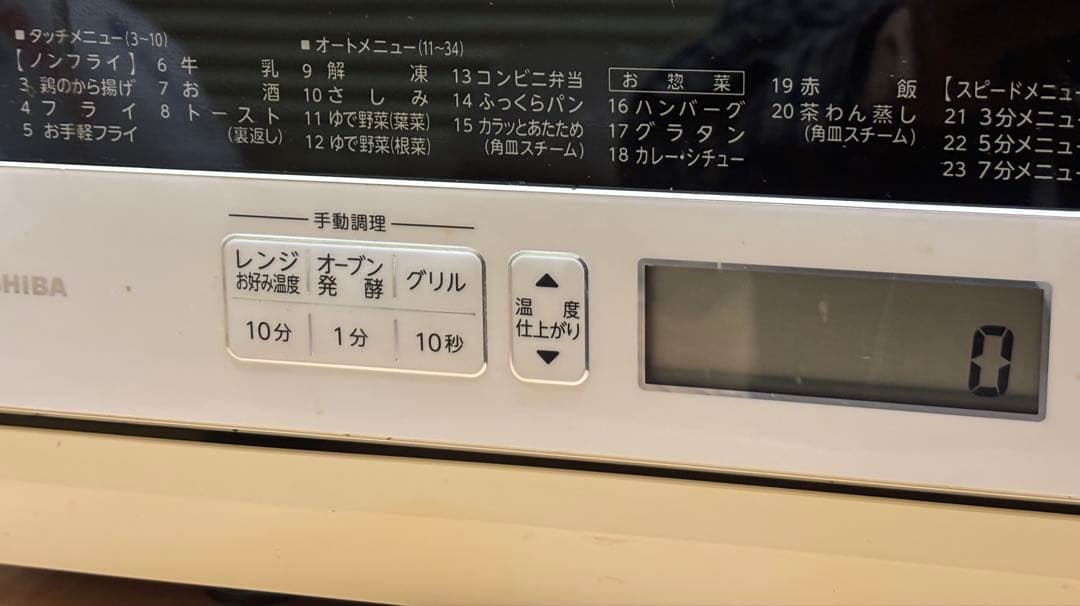 ■ タッチメニュー(3~10)
【ノンフライ】
3 鶏のから揚げ
4 フライ
5 お手軽フライ
6 牛乳
7 お酒
8 トースト
(裏返し)
■ オートメニュー(11~34)
9 解凍
10 さしみ
11 ゆで野菜(葉菜)
12 ゆで野菜(根菜)
13 コンビニ弁当
14 ふっくらパン
15 カラッとあたため
(角皿スチーム)
お惣菜
16 ハンバーグ
17 グラタン
18 カレー・シチュー
19 赤飯
20 茶わん蒸し
(角皿スチーム)
【スピードメニュー
21 3分メニュー
22 5分メニュー
23 7分メニュー
SHIBA
手動調理
レンジ
お好み温度
オーブン
発酵
グリル
10分
1分
10秒
▲
温度
仕上がり
▼
0